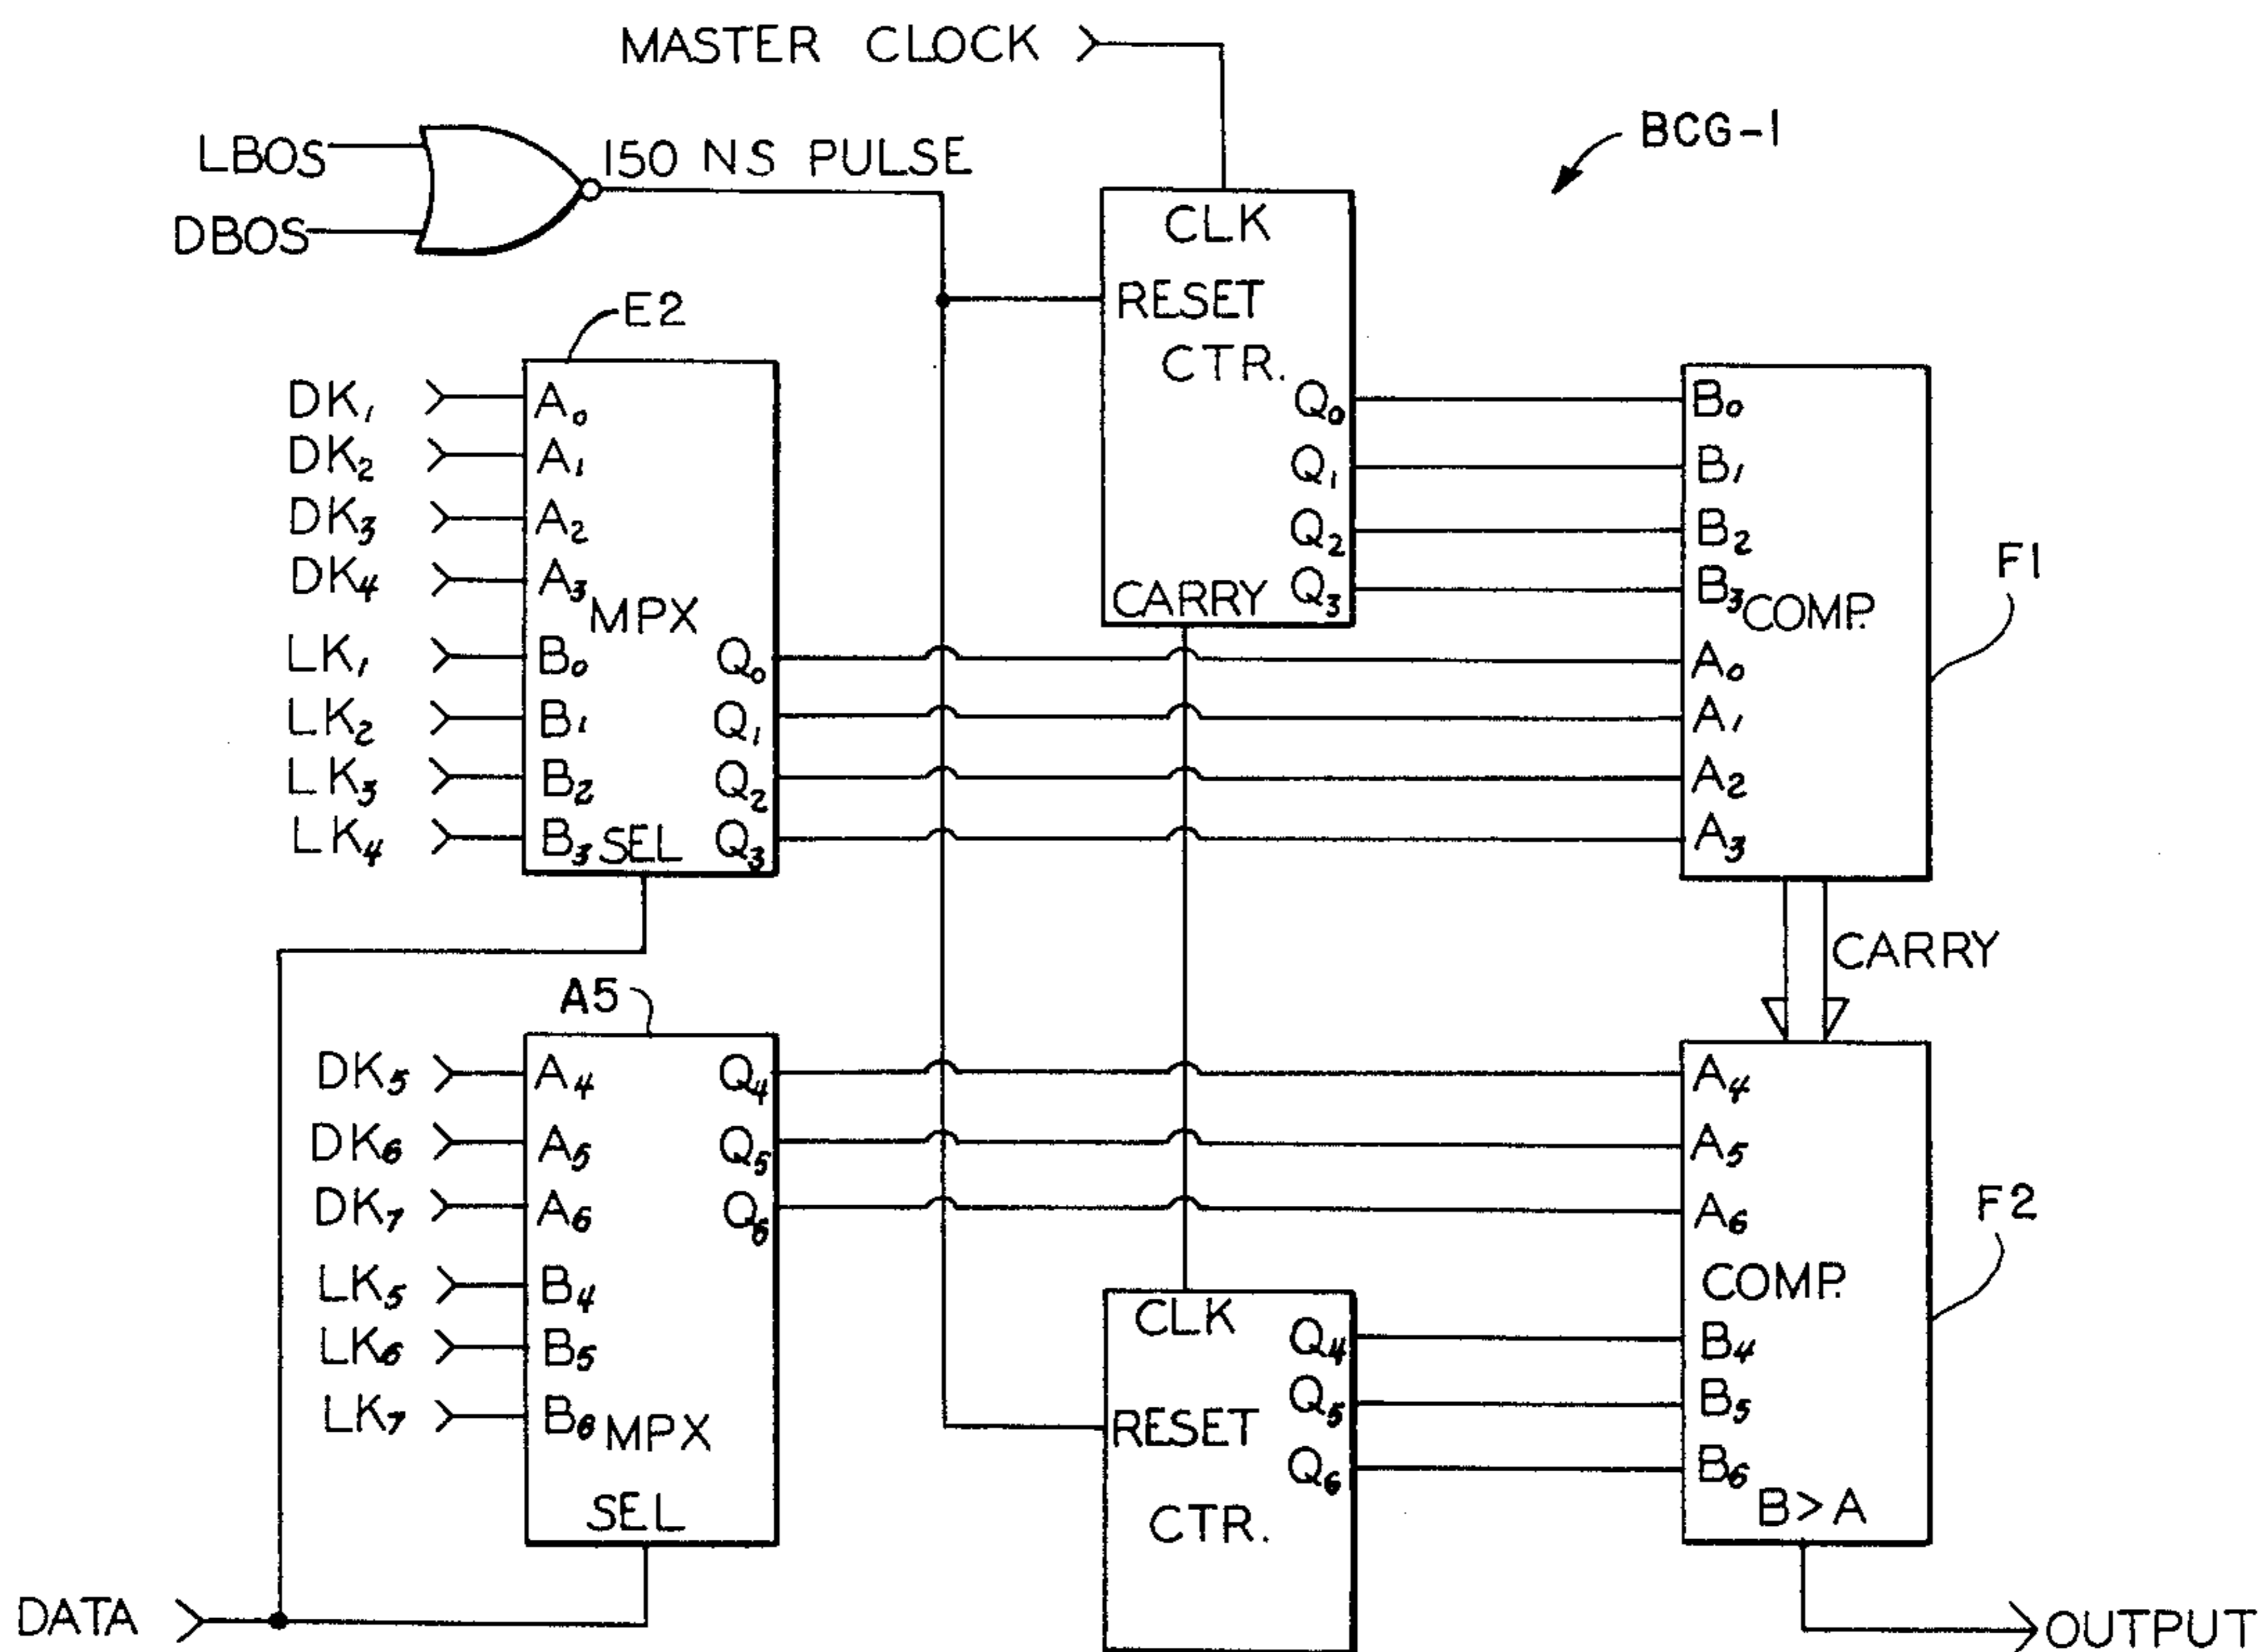 MASTER CLOCK
BCG-1
LBOS
150 NS PULSE
DBOS
CLK
RESET
CTR.
Q0
Q1
Q2
Q3
CARRY
E2
DK1
DK2
DK3
DK4
LK1
LK2
LK3
LK4
A0
A1
A2
A3
MPX
B0
B1
B2
B3
SEL
Q0
Q1
Q2
Q3
B0
B1
B2
B3
COMP.
A0
A1
A2
A3
F1
CARRY
A5
DK5
DK6
DK7
LK5
LK6
LK7
A4
A5
A6
B4
B5
B6
MPX
SEL
Q4
Q5
Q6
CLK
RESET
CTR.
Q4
Q5
Q6
A4
A5
A6
COMP.
B4
B5
B6
B>A
F2
DATA
OUTPUT